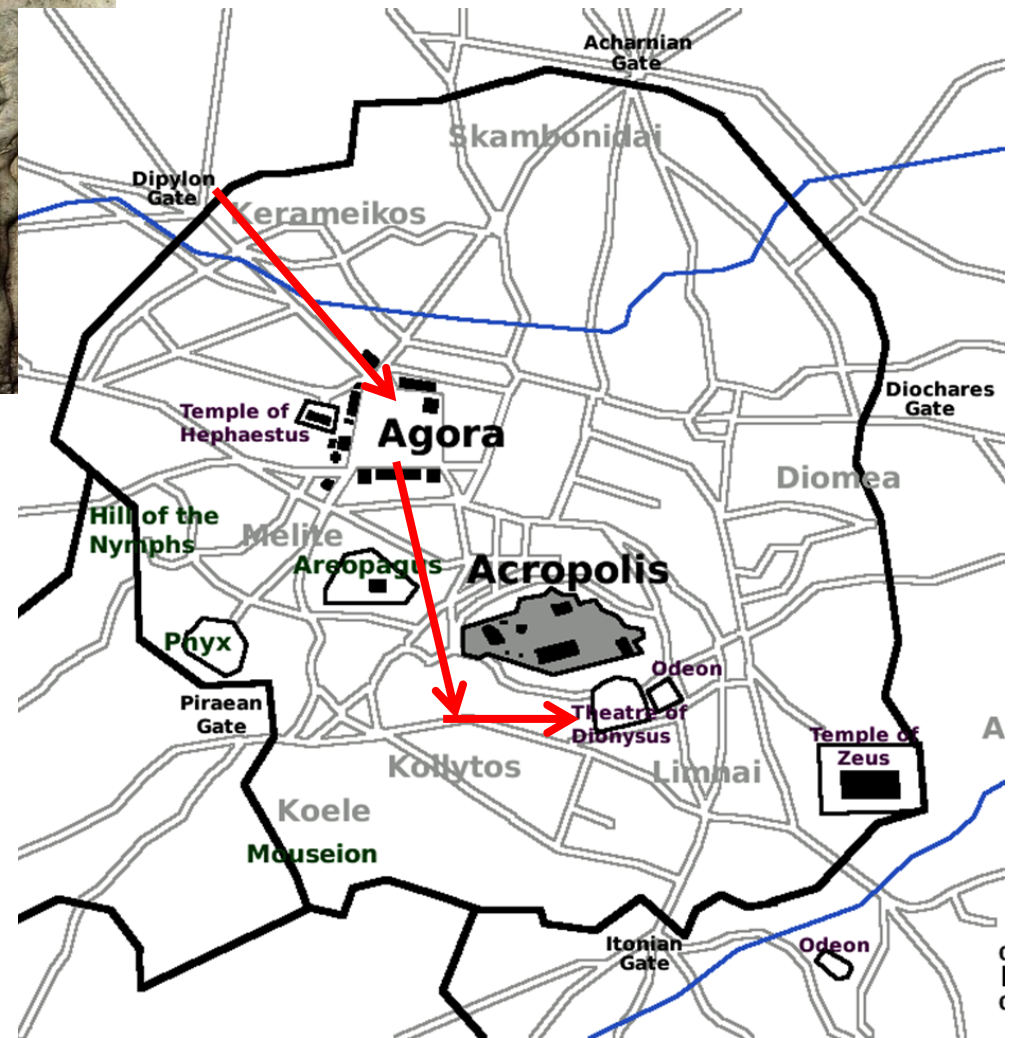 Acharnian
Gate
Skambonidai
Dipylon
Gate
Kerameikos
Diochares
Gate
Temple of
Hephaestus
Agora
Diomea
Hill of the
Nymphs
Melite
Areopagus
Acropolis
Phyx
Odeon
Piraean
Gate
Theatre of
Dionysus
Temple of
Zeus
A
Kollytos
Limnai
Koele
Mouseion
Itonian
Gate
Odeon